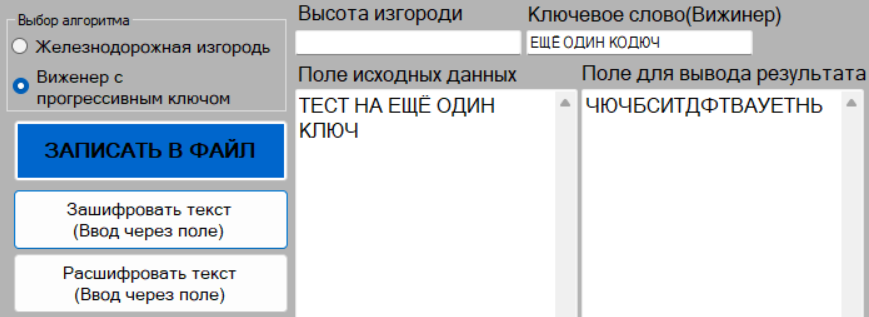 Выбор алгоритма
Железнодорожная изгородь
Виженер с
прогрессивным ключом
ЗАПИСАТЬ В ФАЙЛ
Зашифровать текст
(Ввод через поле)
Расшифровать текст
(Ввод через поле)
Высота изгороди
Ключевое слово(Вижинер)
ЕЩЁ ОДИН КОДЮЧ
Поле исходных данных
ТЕСТ НА ЕЩЁ ОДИН
КЛЮЧ
Поле для вывода результата
ЧЮЧБСИТДФТВАУЕТНЬ